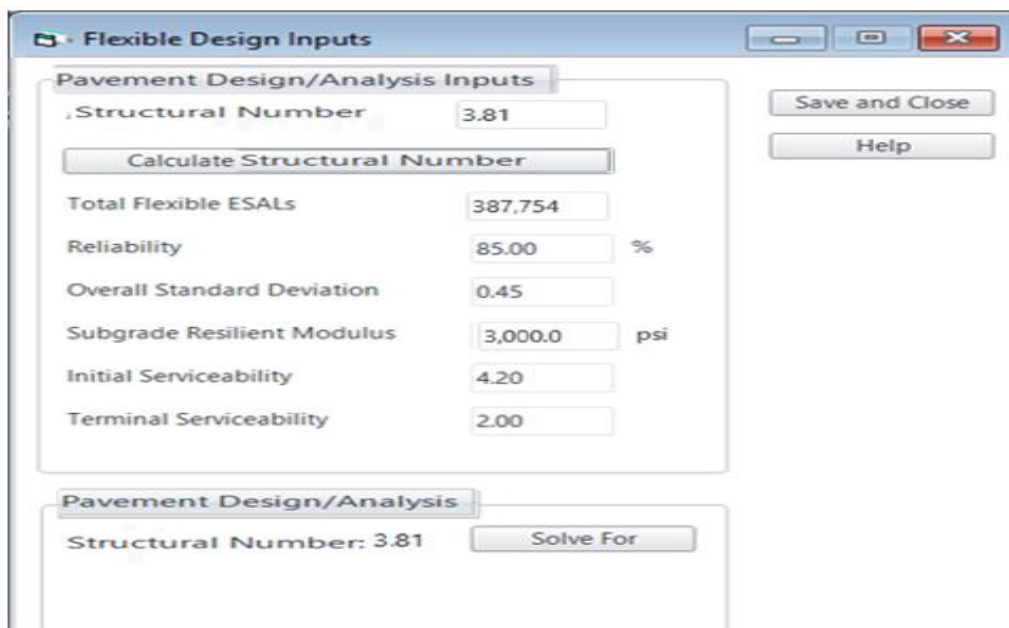 Flexible Design Inputs
Pavement Design/Analysis Inputs
Structural Number 3.81
Calculate Structural Number
Total Flexible ESALs 387,754
Reliability 85.00 %
Overall Standard Deviation 0.45
Subgrade Resilient Modulus 3,000.0 psi
Initial Serviceability 4.20
Terminal Serviceability 2.00
Save and Close
Help
Pavement Design/Analysis
Structural Number: 3.81 Solve For